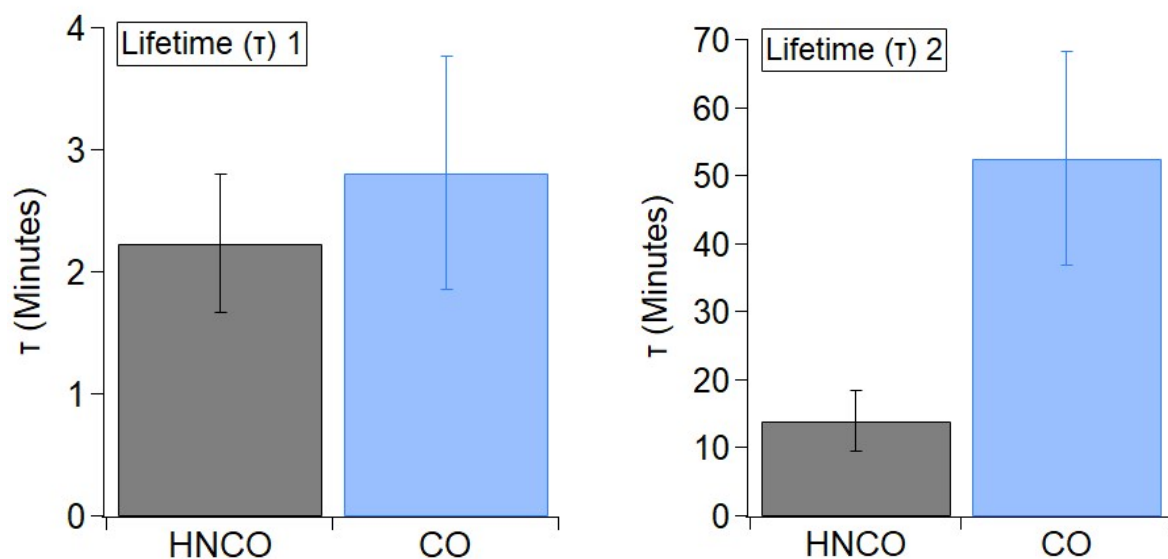 Lifetime (τ) 1
τ (Minutes)
4
3
2
1
0
HNCO CO
Lifetime (τ) 2
τ (Minutes)
70
60
50
40
30
20
10
0
HNCO CO